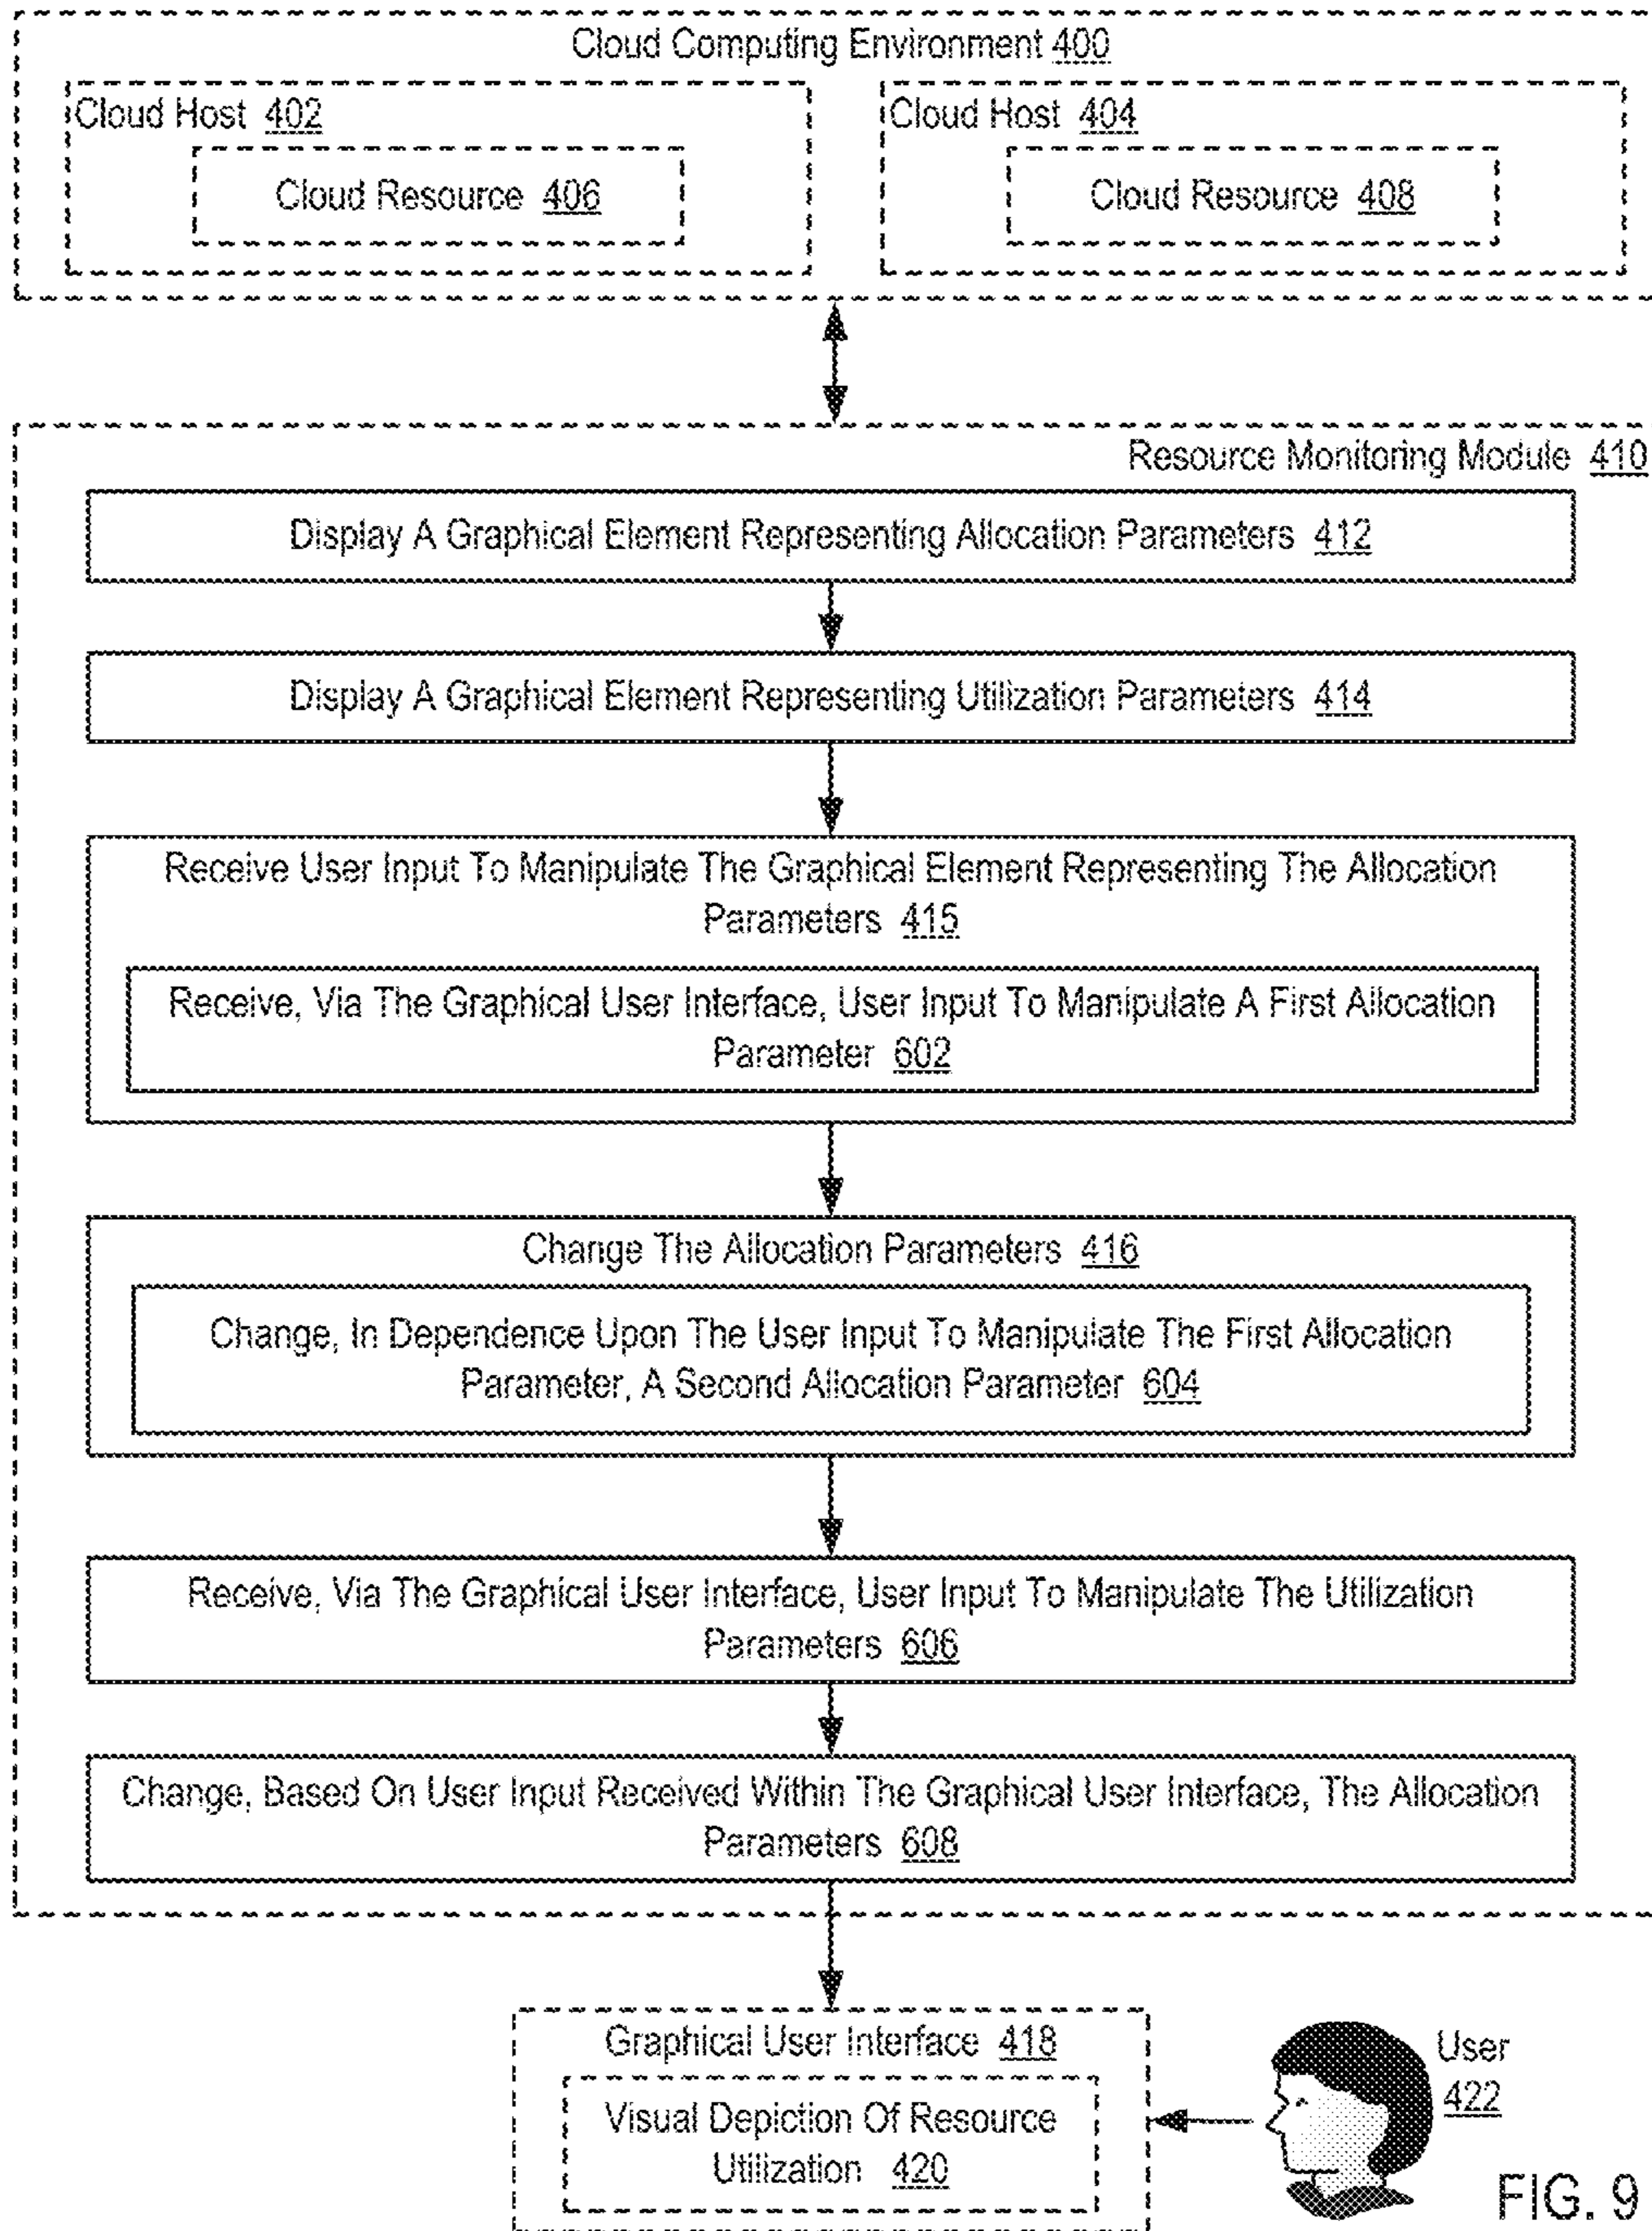 Cloud Computing Environment 400
Cloud Host 402
Cloud Resource 406
Cloud Host 404
Cloud Resource 408
Resource Monitoring Module 410
Display A Graphical Element Representing Allocation Parameters 412
Display A Graphical Element Representing Utilization Parameters 414
Receive User Input To Manipulate The Graphical Element Representing The Allocation
Parameters 415
Receive, Via The Graphical User Interface, User Input To Manipulate A First Allocation
Parameter 602
Change The Allocation Parameters 416
Change, In Dependence Upon The User Input To Manipulate The First Allocation
Parameter, A Second Allocation Parameter 604
Receive, Via The Graphical User Interface, User Input To Manipulate The Utilization
Parameters 606
Change, Based On User Input Received Within The Graphical User Interface, The Allocation
Parameters 608
Graphical User Interface 418
Visual Depiction Of Resource
Utilization 420
User
422
FIG. 9